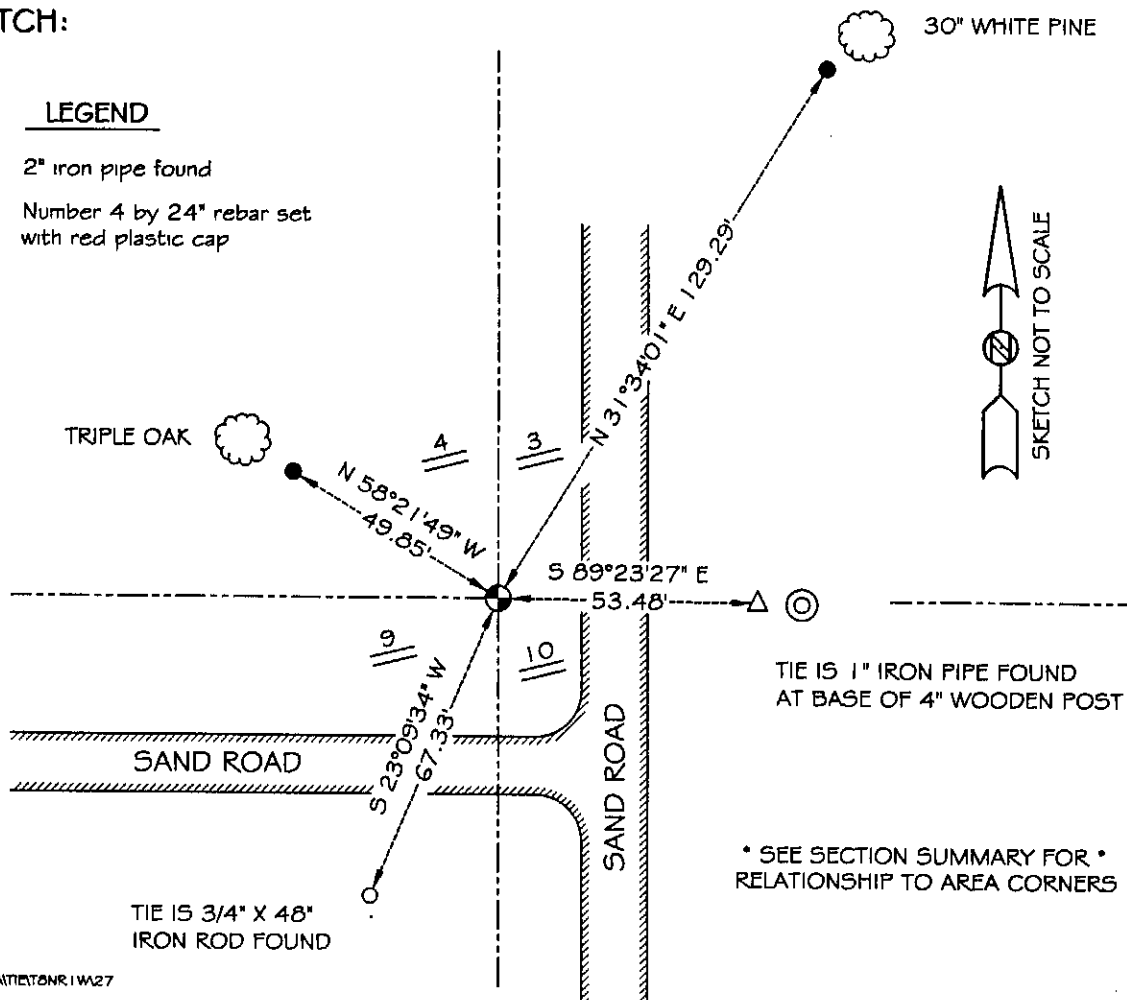 TCH:
30" WHITE PINE
LEGEND
2" iron pipe found
Number 4 by 24" rebar set
with red plastic cap
N 31°34'01" E 129.29'
SKETCH NOT TO SCALE
N
TRIPLE OAK
4
3
N 58°21'49" W
49.85'
S 89°23'27" E
53.48'
9
10
TIE IS 1" IRON PIPE FOUND
AT BASE OF 4" WOODEN POST
S 23°09'34" W
67.33'
SAND ROAD
SAND ROAD
* SEE SECTION SUMMARY FOR *
RELATIONSHIP TO AREA CORNERS
TIE IS 3/4" X 48"
IRON ROD FOUND